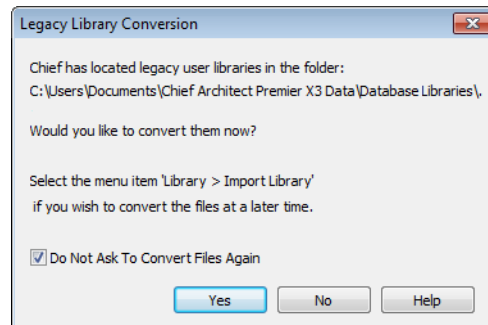 Legacy Library Conversion
Chief has located legacy user libraries in the folder:
C:\Users\Documents\Chief Architect Premier X3 Data\Database Libraries\.
Would you like to convert them now?
Select the menu item 'Library > Import Library'
if you wish to convert the files at a later time.
Do Not Ask To Convert Files Again
Yes No Help